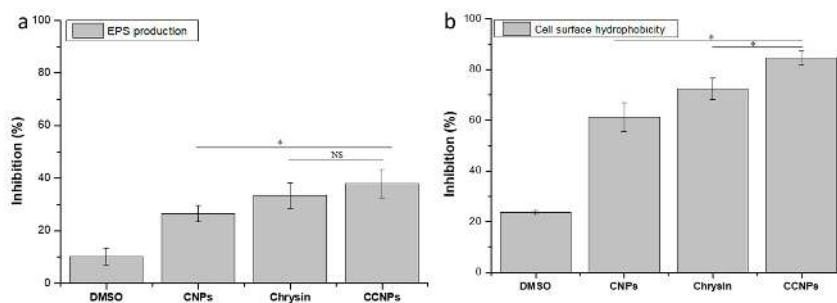 a
100
EPS production
80
60
40
20
0
Inhibition (%)
*
NS
DMSO CNPs Chrysin CCNPs
b
100
Cell surface hydrophobicity
80
60
40
20
0
Inhibition (%)
*
*
DMSO CNPs Chrysin CCNPs